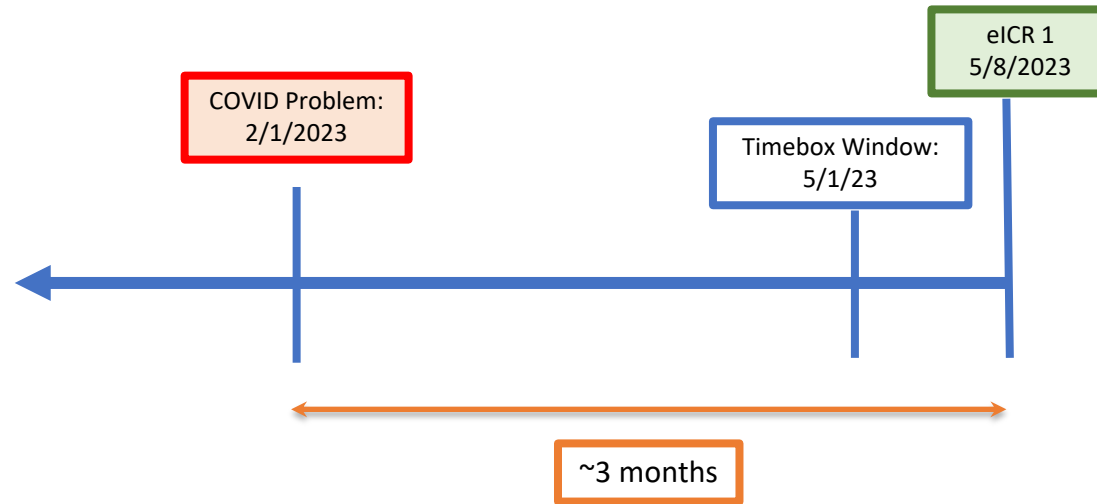 eICR 1
5/8/2023
COVID Problem:
2/1/2023
Timebox Window:
5/1/23
~3 months